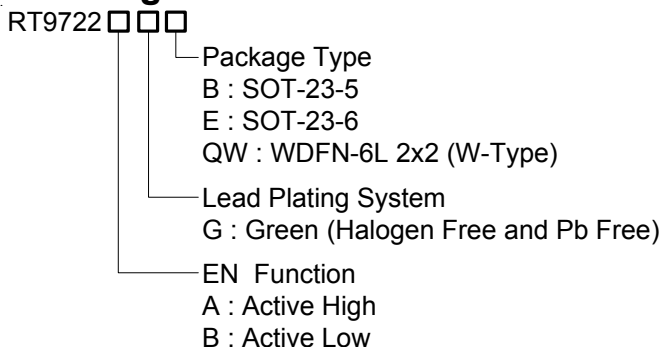 RT9722 □ □ □
Package Type
B : SOT-23-5
E : SOT-23-6
QW : WDFN-6L 2x2 (W-Type)
Lead Plating System
G : Green (Halogen Free and Pb Free)
EN Function
A : Active High
B : Active Low